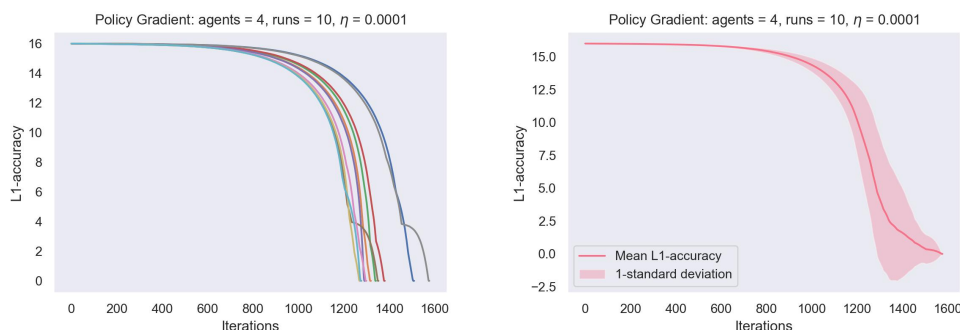 Policy Gradient: agents = 4, runs = 10, η = 0.0001
16
14
12
10
8
6
4
2
0
L1-accuracy
0 200 400 600 800 1000 1200 1400 1600
Iterations
Policy Gradient: agents = 4, runs = 10, η = 0.0001
15.0
12.5
10.0
7.5
5.0
2.5
0.0
−2.5
L1-accuracy
Mean L1-accuracy
1-standard deviation
0 200 400 600 800 1000 1200 1400 1600
Iterations